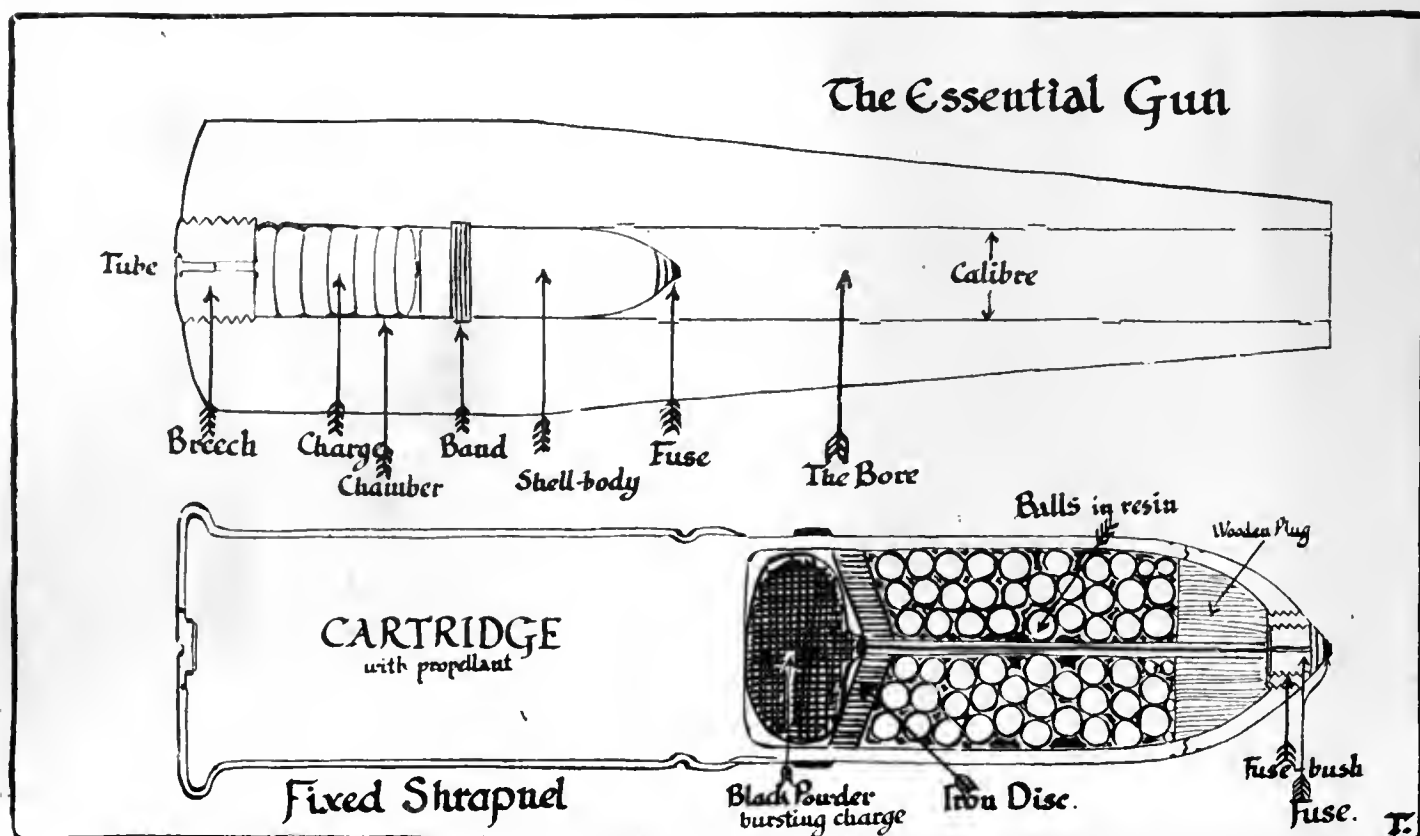 The Essential Gun
Tube
Calibre
Breech
Charge
Chamber
Band
Shell-body
Fuse
The Bore
Balls in resin
Wooden Plug
CARTRIDGE
with propellant
Fixed Shrapnel
Black Powder
bursting charge
Iron Disc.
Fuse-bush
Fuse.
T.